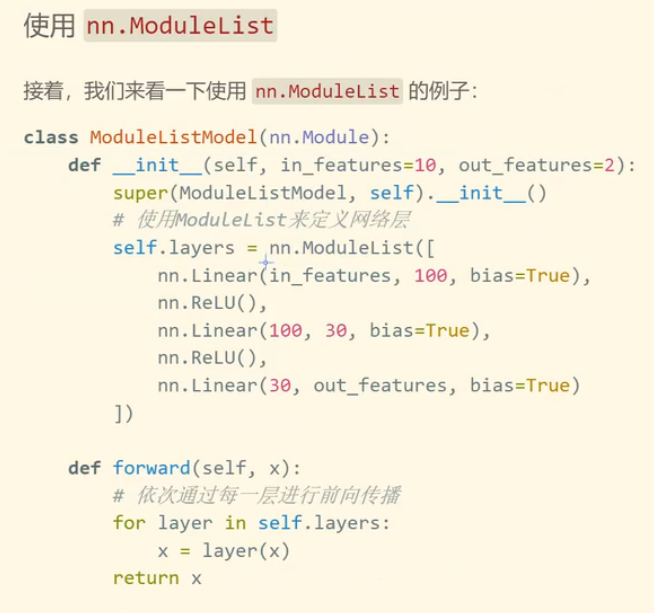 使用 nn.ModuleList
接着，我们来看一下使用 nn.ModuleList 的例子：
class ModuleListModel(nn.Module):
    def __init__(self, in_features=10, out_features=2):
        super(ModuleListModel, self).__init__()
        # 使用ModuleList来定义网络层
        self.layers = nn.ModuleList([
            nn.Linear(in_features, 100, bias=True),
            nn.ReLU(),
            nn.Linear(100, 30, bias=True),
            nn.ReLU(),
            nn.Linear(30, out_features, bias=True)
        ])
    def forward(self, x):
        # 依次通过每一层进行前向传播
        for layer in self.layers:
            x = layer(x)
        return x